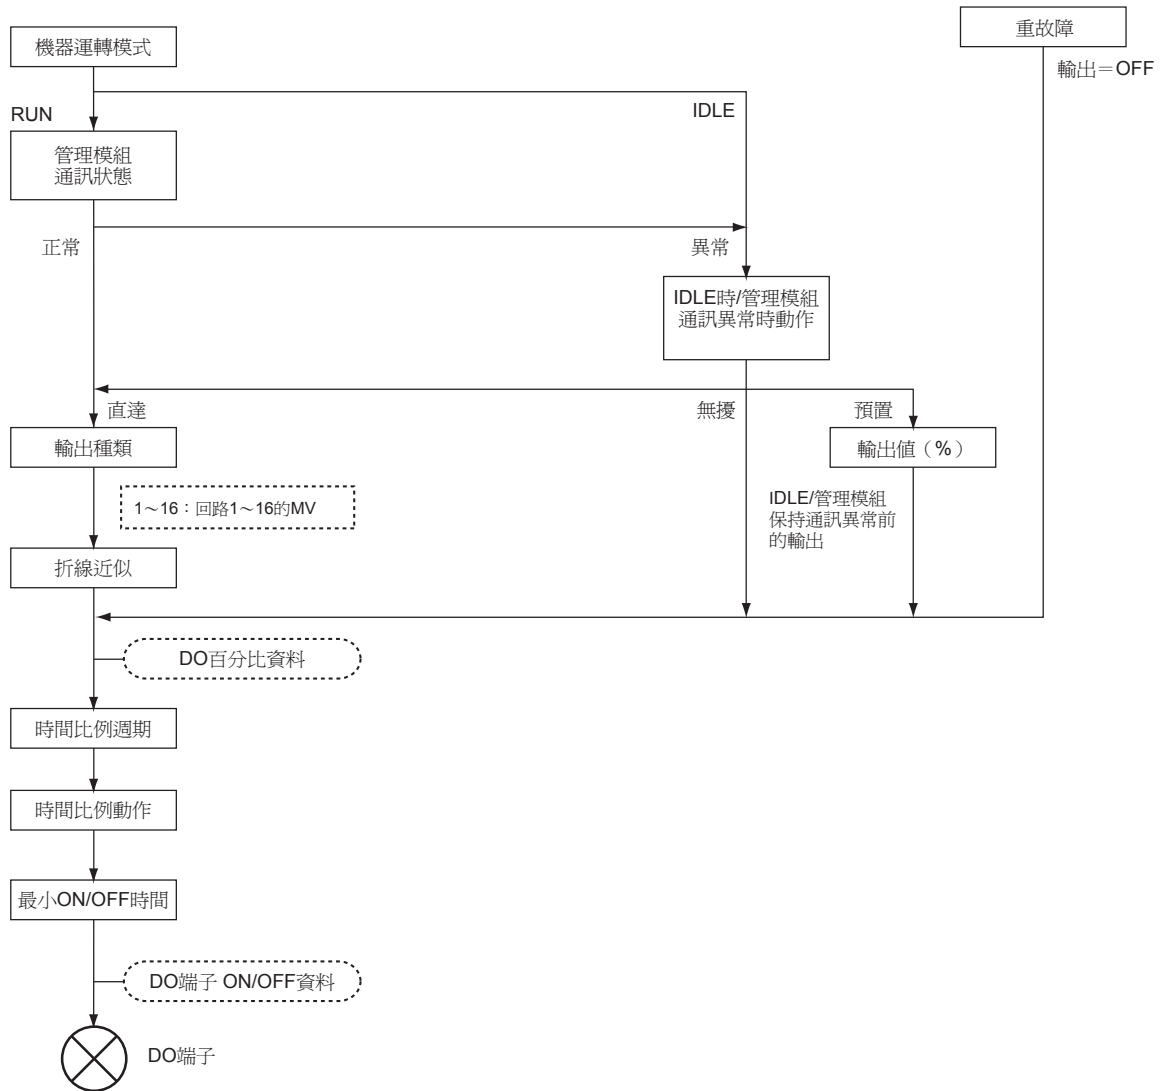 機器運轉模式
重故障
輸出＝OFF
RUN
IDLE
管理模組
通訊狀態
正常
異常
IDLE時/管理模組
通訊異常時動作
直達
無擾
預置
輸出種類
輸出值（%）
1～16：回路1～16的MV
IDLE/管理模組
保持通訊異常前
的輸出
折線近似
DO百分比資料
時間比例週期
時間比例動作
最小ON/OFF時間
DO端子 ON/OFF資料
DO端子